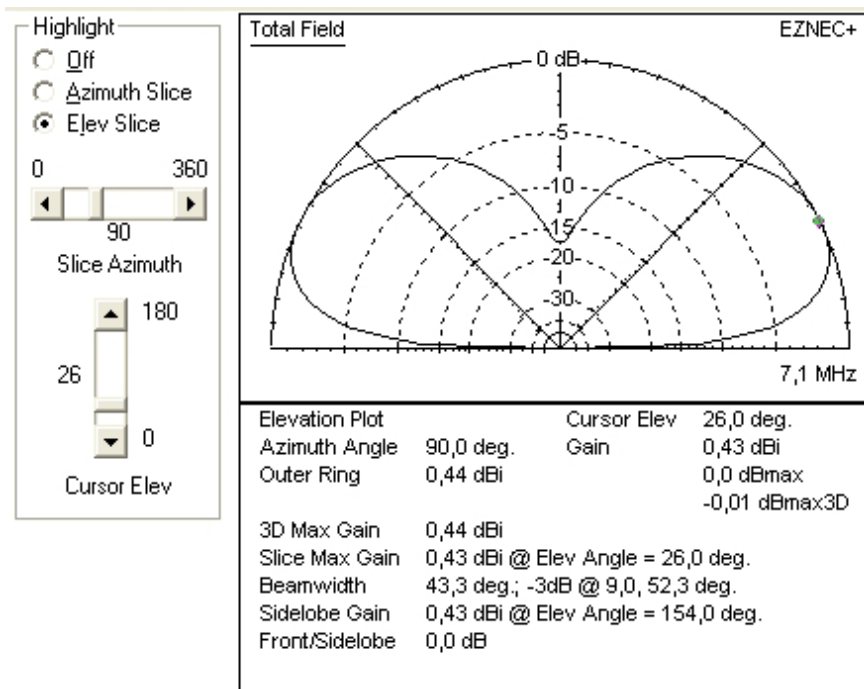 Highlight
Off
Azimuth Slice
Elev Slice
0 360
90
Slice Azimuth
180
26
0
Cursor Elev
Total Field EZNEC+
0 dB
-5
-10
-15
-20
-30
7,1 MHz
Elevation Plot Cursor Elev 26,0 deg.
Azimuth Angle 90,0 deg. Gain 0,43 dBi
Outer Ring 0,44 dBi 0,0 dBmax
-0,01 dBmax3D
3D Max Gain 0,44 dBi
Slice Max Gain 0,43 dBi @ Elev Angle = 26,0 deg.
Beamwidth 43,3 deg.; -3dB @ 9,0, 52,3 deg.
Sidelobe Gain 0,43 dBi @ Elev Angle = 154,0 deg.
Front/Sidelobe 0,0 dB